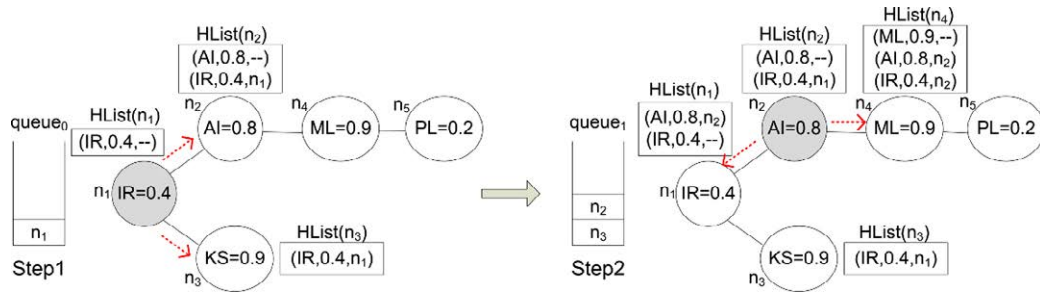 HList(n2)
(AI,0.8,--)
(IR,0.4,n1)
HList(n1)
(IR,0.4,--)
queue0
n1
Step1
n2
AI=0.8
n4
ML=0.9
n5
PL=0.2
n1
IR=0.4
n3
KS=0.9
HList(n3)
(IR,0.4,n1)
HList(n4)
(ML,0.9,--)
(AI,0.8,n2)
(IR,0.4,n2)
HList(n2)
(AI,0.8,--)
(IR,0.4,n1)
HList(n1)
(AI,0.8,n2)
(IR,0.4,--)
queue1
n2
n3
Step2
n2
AI=0.8
n4
ML=0.9
n5
PL=0.2
n1
IR=0.4
n3
KS=0.9
HList(n3)
(IR,0.4,n1)